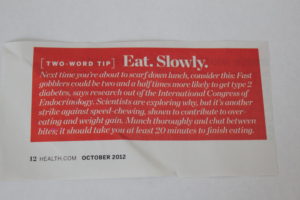 [TWO-WORD TIP] Eat. Slowly.
Next time you're about to scarf down lunch, consider this: Fast
gobblers could be two and a half times more likely to get type 2
diabetes, says research out of the International Congress of
Endocrinology. Scientists are exploring why, but it's another
strike against speed-chewing, shown to contribute to over-
eating and weight gain. Munch thoroughly and chat between
bites; it should take you at least 20 minutes to finish eating.
12 HEALTH.COM OCTOBER 2012